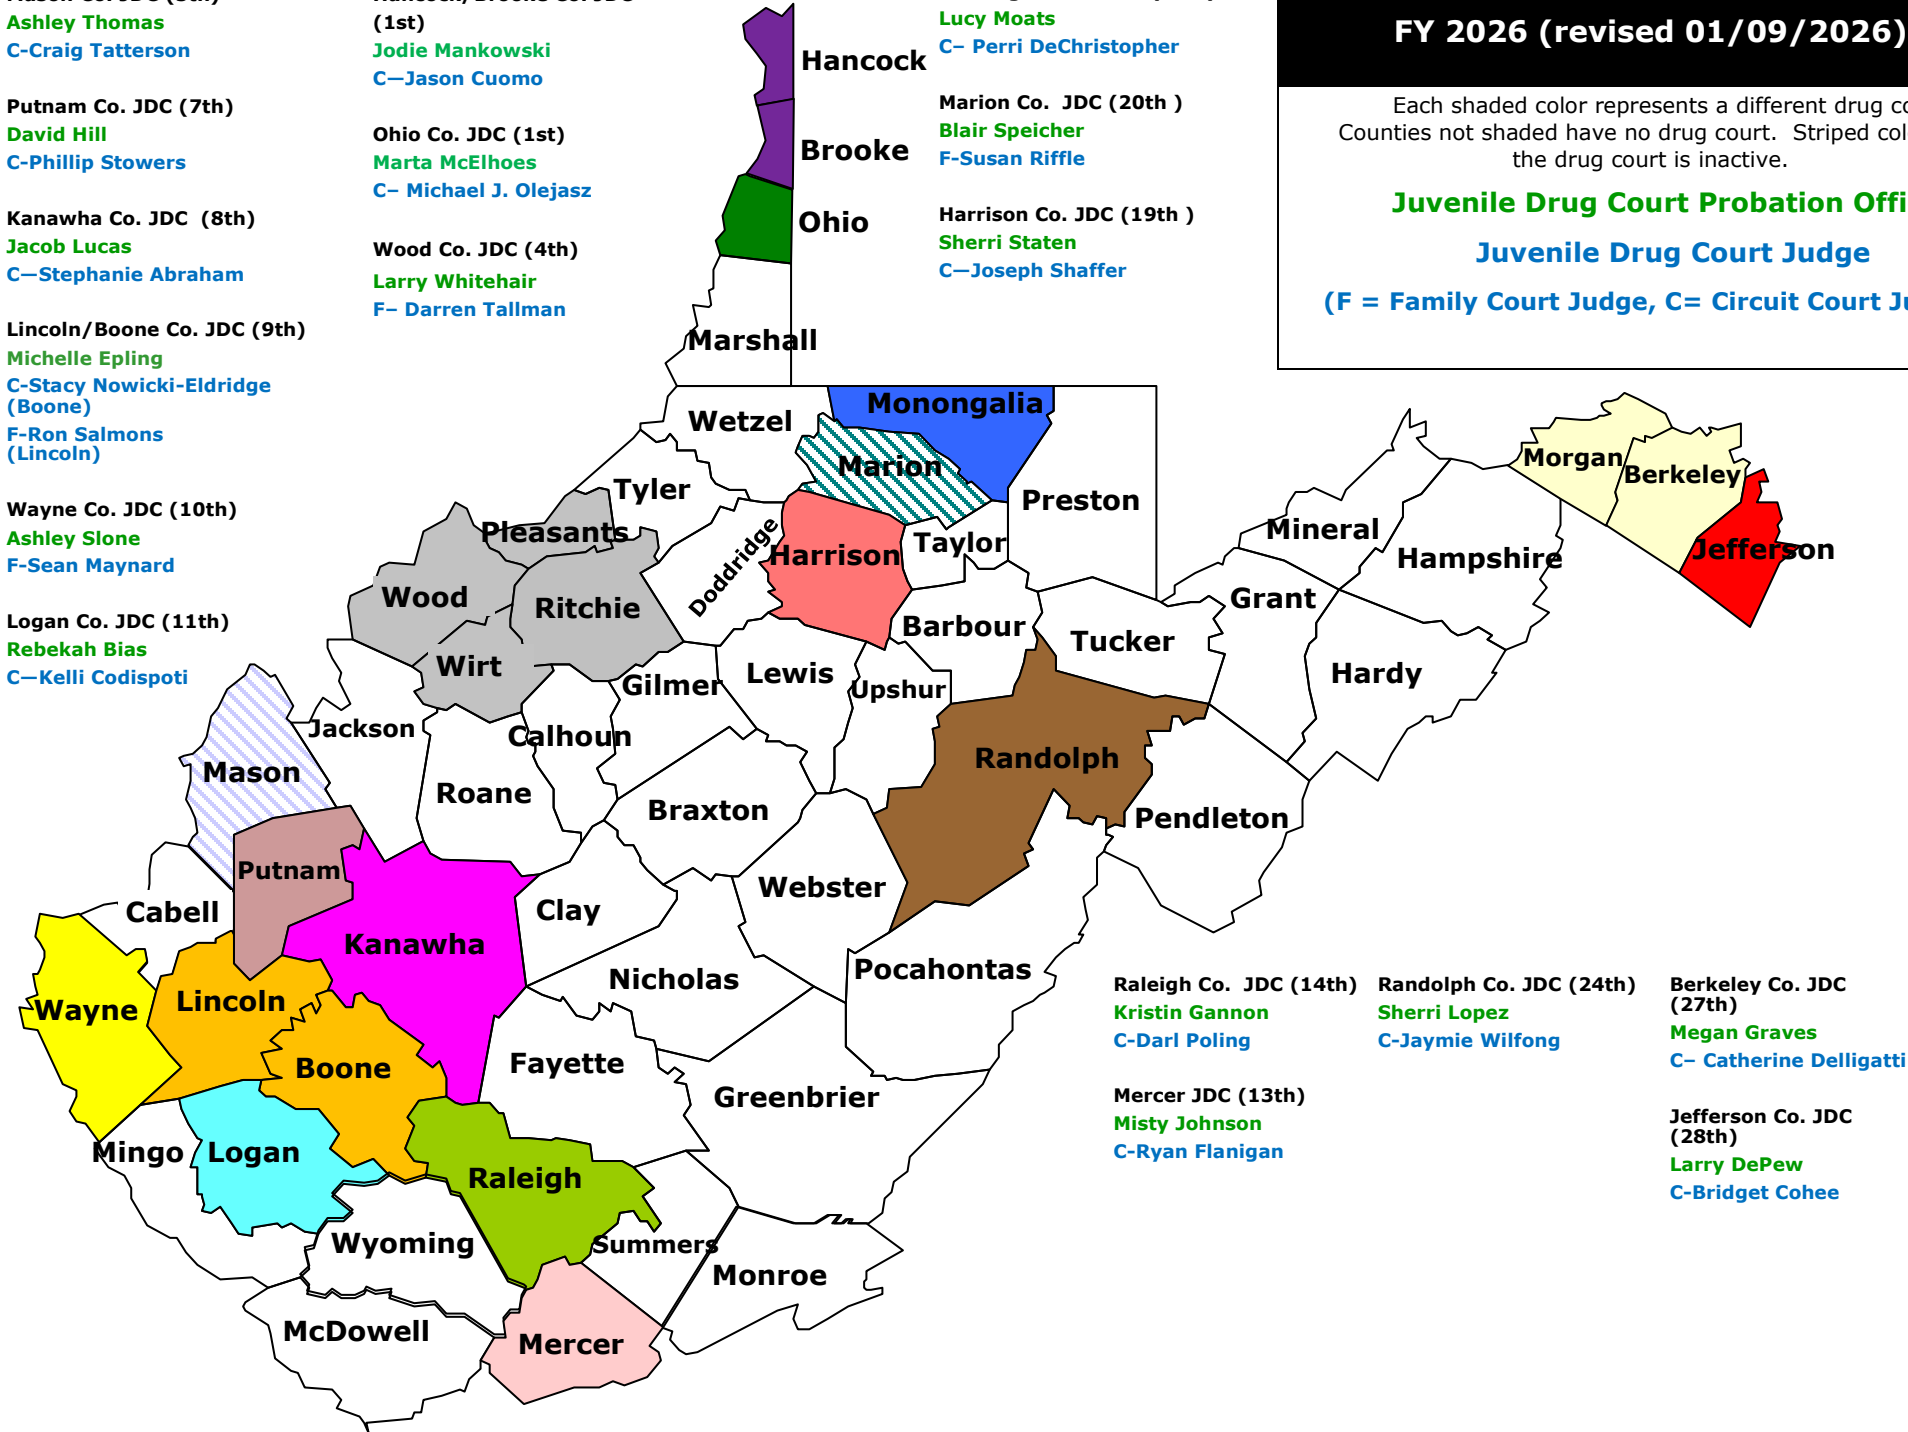 Ashley Thomas
C-Craig Tatterson
Putnam Co. JDC (7th)
David Hill
C-Phillip Stowers
Kanawha Co. JDC  (8th)
Jacob Lucas
C—Stephanie Abraham
Lincoln/Boone Co. JDC (9th)
Michelle Epling
C-Stacy Nowicki-Eldridge
(Boone)
F-Ron Salmons
(Lincoln)
Wayne Co. JDC (10th)
Ashley Slone
F-Sean Maynard
Logan Co. JDC (11th)
Rebekah Bias
C—Kelli Codispoti
(1st)
Jodie Mankowski
C—Jason Cuomo
Ohio Co. JDC (1st)
Marta McElhoes
C– Michael J. Olejasz
Wood Co. JDC (4th)
Larry Whitehair
F– Darren Tallman
Lucy Moats
C– Perri DeChristopher
Marion Co.  JDC (20th )
Blair Speicher
F-Susan Riffle
Harrison Co. JDC (19th )
Sherri Staten
C—Joseph Shaffer
FY 2026 (revised 01/09/2026)
Each shaded color represents a different drug co
Counties not shaded have no drug court.  Striped col
the drug court is inactive.
Juvenile Drug Court Probation Offi
Juvenile Drug Court Judge
(F = Family Court Judge, C= Circuit Court Ju
Hancock
Brooke
Ohio
Marshall
Wetzel
Monongalia
Marion
Tyler
Preston
Pleasants
Doddridge
Harrison
Taylor
Mineral
Hampshire
Morgan
Berkeley
Jefferson
Wood
Ritchie
Wirt
Barbour
Tucker
Grant
Hardy
Gilmer
Lewis
Upshur
Jackson
Calhoun
Mason
Roane
Braxton
Randolph
Pendleton
Putnam
Cabell
Clay
Webster
Kanawha
Nicholas
Pocahontas
Wayne
Lincoln
Boone
Fayette
Greenbrier
Mingo
Logan
Raleigh
Wyoming
Summers
Monroe
McDowell
Mercer
Raleigh Co.  JDC (14th)
Kristin Gannon
C-Darl Poling
Mercer JDC (13th)
Misty Johnson
C-Ryan Flanigan
Randolph Co. JDC (24th)
Sherri Lopez
C-Jaymie Wilfong
Berkeley Co. JDC
(27th)
Megan Graves
C– Catherine Delligatti
Jefferson Co. JDC
(28th)
Larry DePew
C-Bridget Cohee